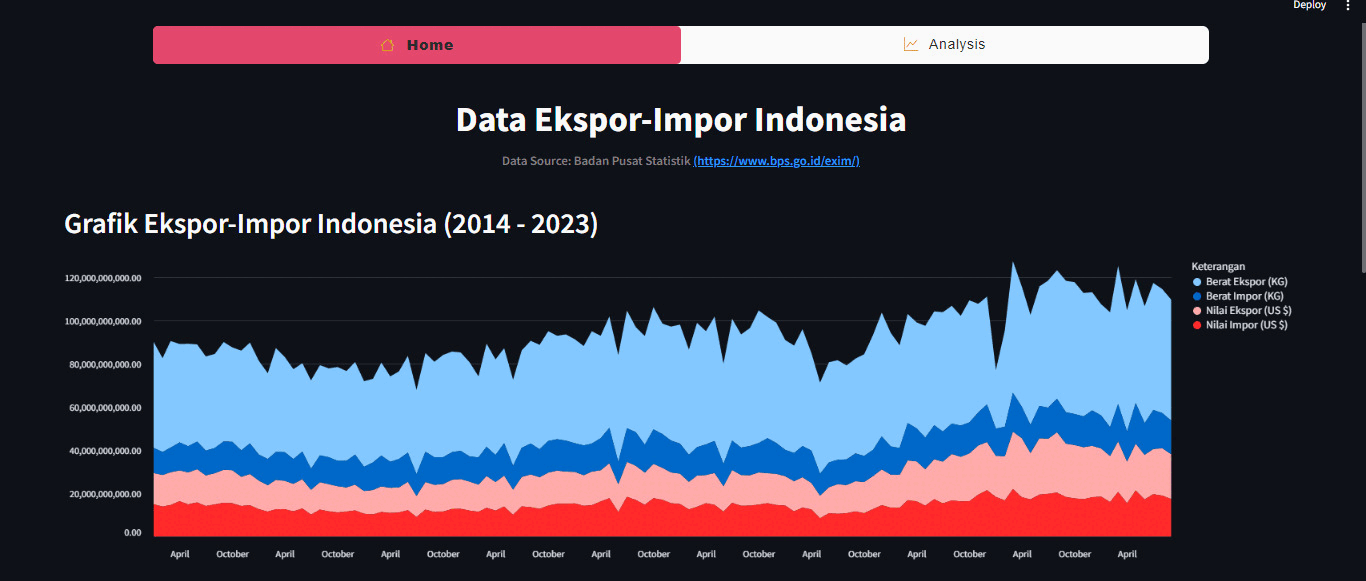 Deploy
Home
Analysis
Data Ekspor-Impor Indonesia
Data Source: Badan Pusat Statistik (https://www.bps.go.id/exim/)
Grafik Ekspor-Impor Indonesia (2014 - 2023)
120,000,000,000.00
100,000,000,000.00
80,000,000,000.00
60,000,000,000.00
40,000,000,000.00
20,000,000,000.00
0.00
April October April October April October April October April October April October April October April October April October April
Keterangan
Berat Ekspor (KG)
Berat Impor (KG)
Nilai Ekspor (US $)
Nilai Impor (US $)